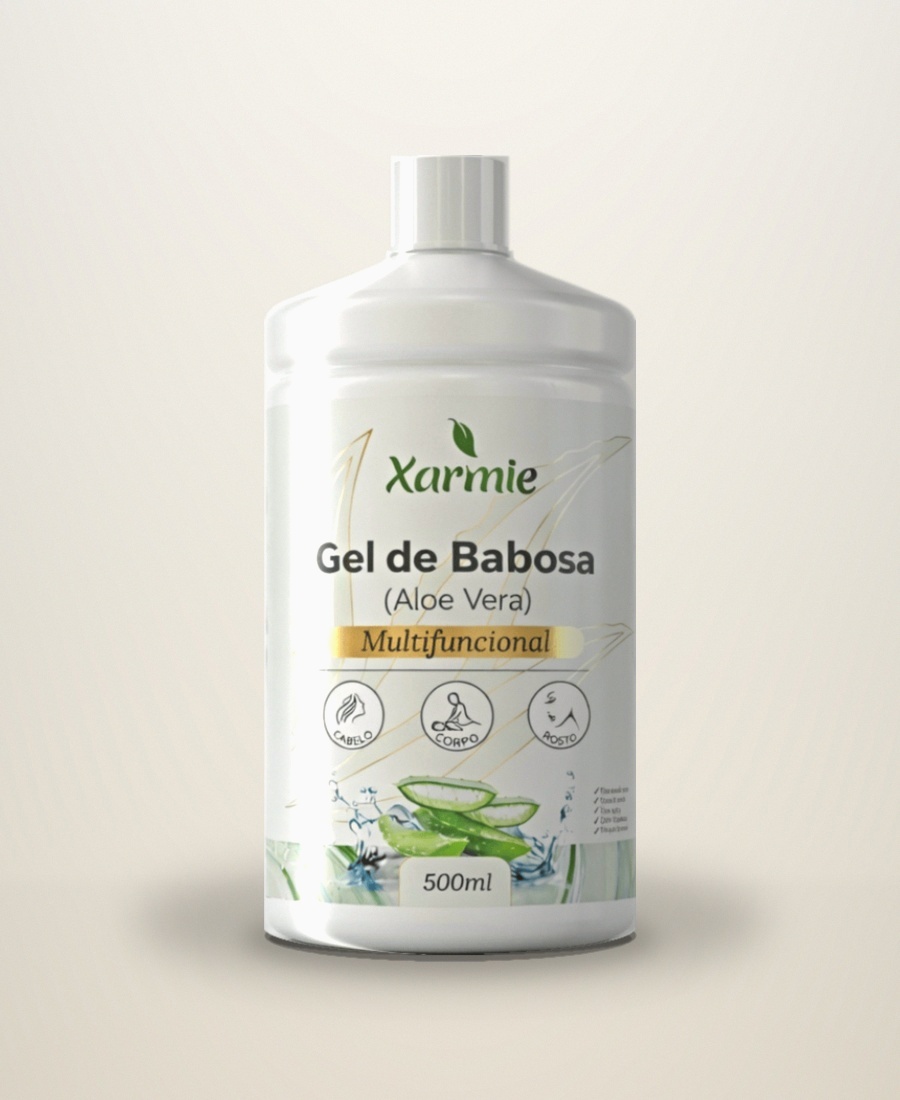 Xarmie
Gel de Babosa
(Aloe Vera)
Multifuncional
CABELO
CORPO
ROSTO
500ml